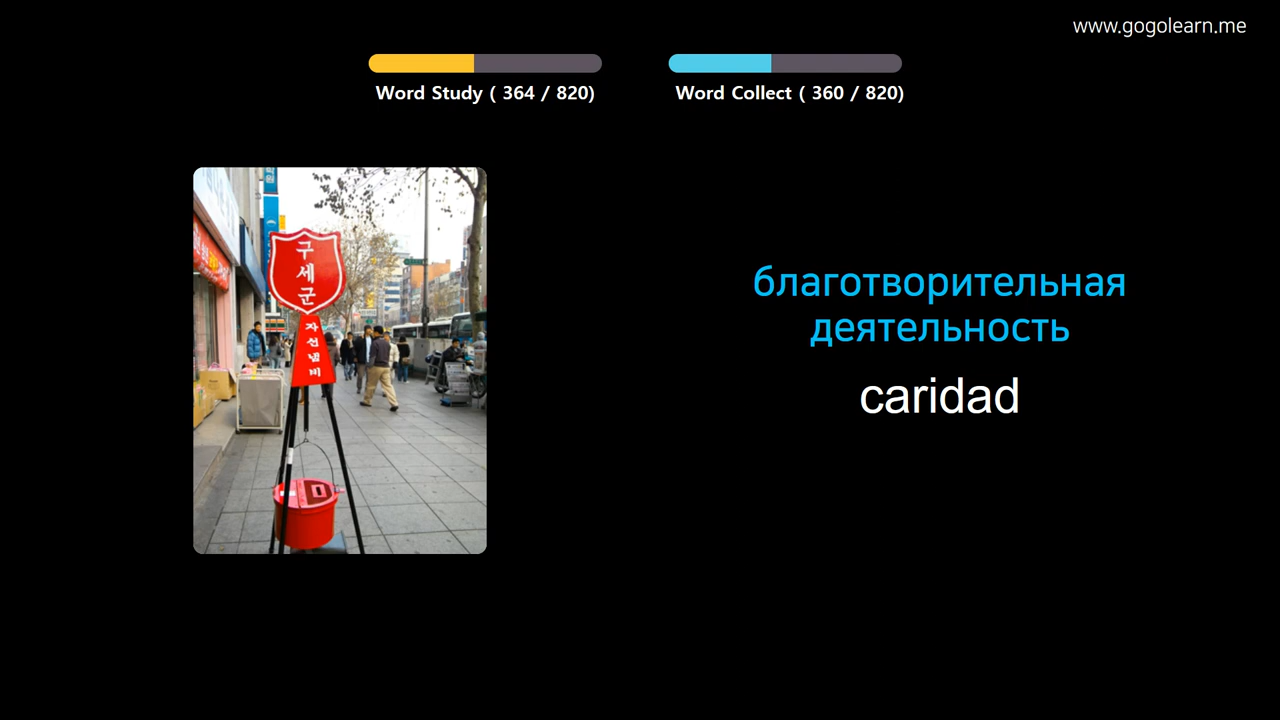 www.gogolearn.me
Word Study ( 364 / 820)
Word Collect ( 360 / 820)
구
세
군
자
선
냄
비
благотворительная
деятельность
caridad